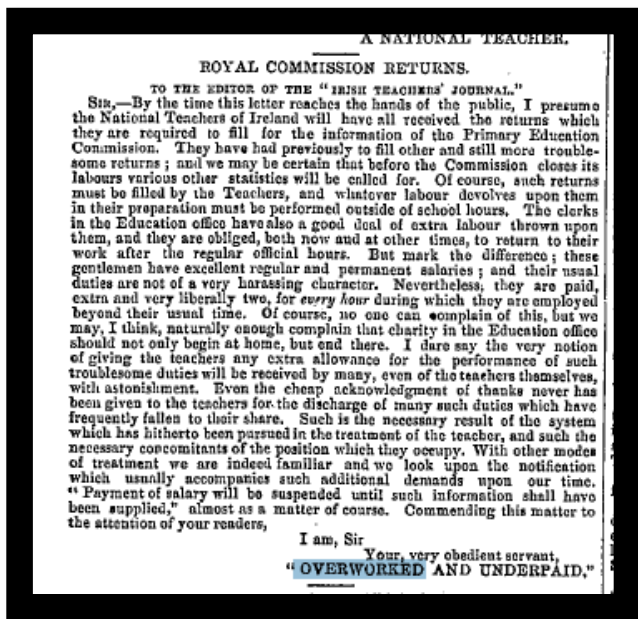 A NATIONAL TEACHER.
ROYAL COMMISSION RETURNS.
TO THE EDITOR OF THE "IRISH TEACHERS' JOURNAL."
SIR,—By the time this letter reaches the hands of the public, I presume
the National Teachers of Ireland will have all received the returns which
they are required to fill for the information of the Primary Education
Commission. They have had previously to fill other and still more trouble-
some returns ; and we may be certain that before the Commission closes its
labours various other statistics will be called for. Of course, such returns
must be filled by the Teachers, and whatever labour devolves upon them
in their preparation must be performed outside of school hours. The clerks
in the Education office have also a good deal of extra labour thrown upon
them, and they are obliged, both now and at other times, to return to their
work after the regular official hours. But mark the difference ; these
gentlemen have excellent regular and permanent salaries ; and their usual
duties are not of a very harassing character. Nevertheless, they are paid,
extra and very liberally two, for every hour during which they are employed
beyond their usual time. Of course, no one can complain of this, but we
may, I think, naturally enough complain that charity in the Education office
should not only begin at home, but end there. I dare say the very notion
of giving the teachers any extra allowance for the performance of such
troublesome duties will be received by many, even of the teachers themselves,
with astonishment. Even the cheap acknowledgment of thanks never has
been given to the teachers for the discharge of many such duties which have
frequently fallen to their share. Such is the necessary result of the system
which has hitherto been pursued in the treatment of the teacher, and such the
necessary concomitants of the position which they occupy. With other modes
of treatment we are indeed familiar and we look upon the notification
which usually accompanies such additional demands upon our time.
" Payment of salary will be suspended until such information shall have
been supplied," almost as a matter of course. Commending this matter to
the attention of your readers,
I am, Sir
Your, very obedient servant,
" OVERWORKED AND UNDERPAID."